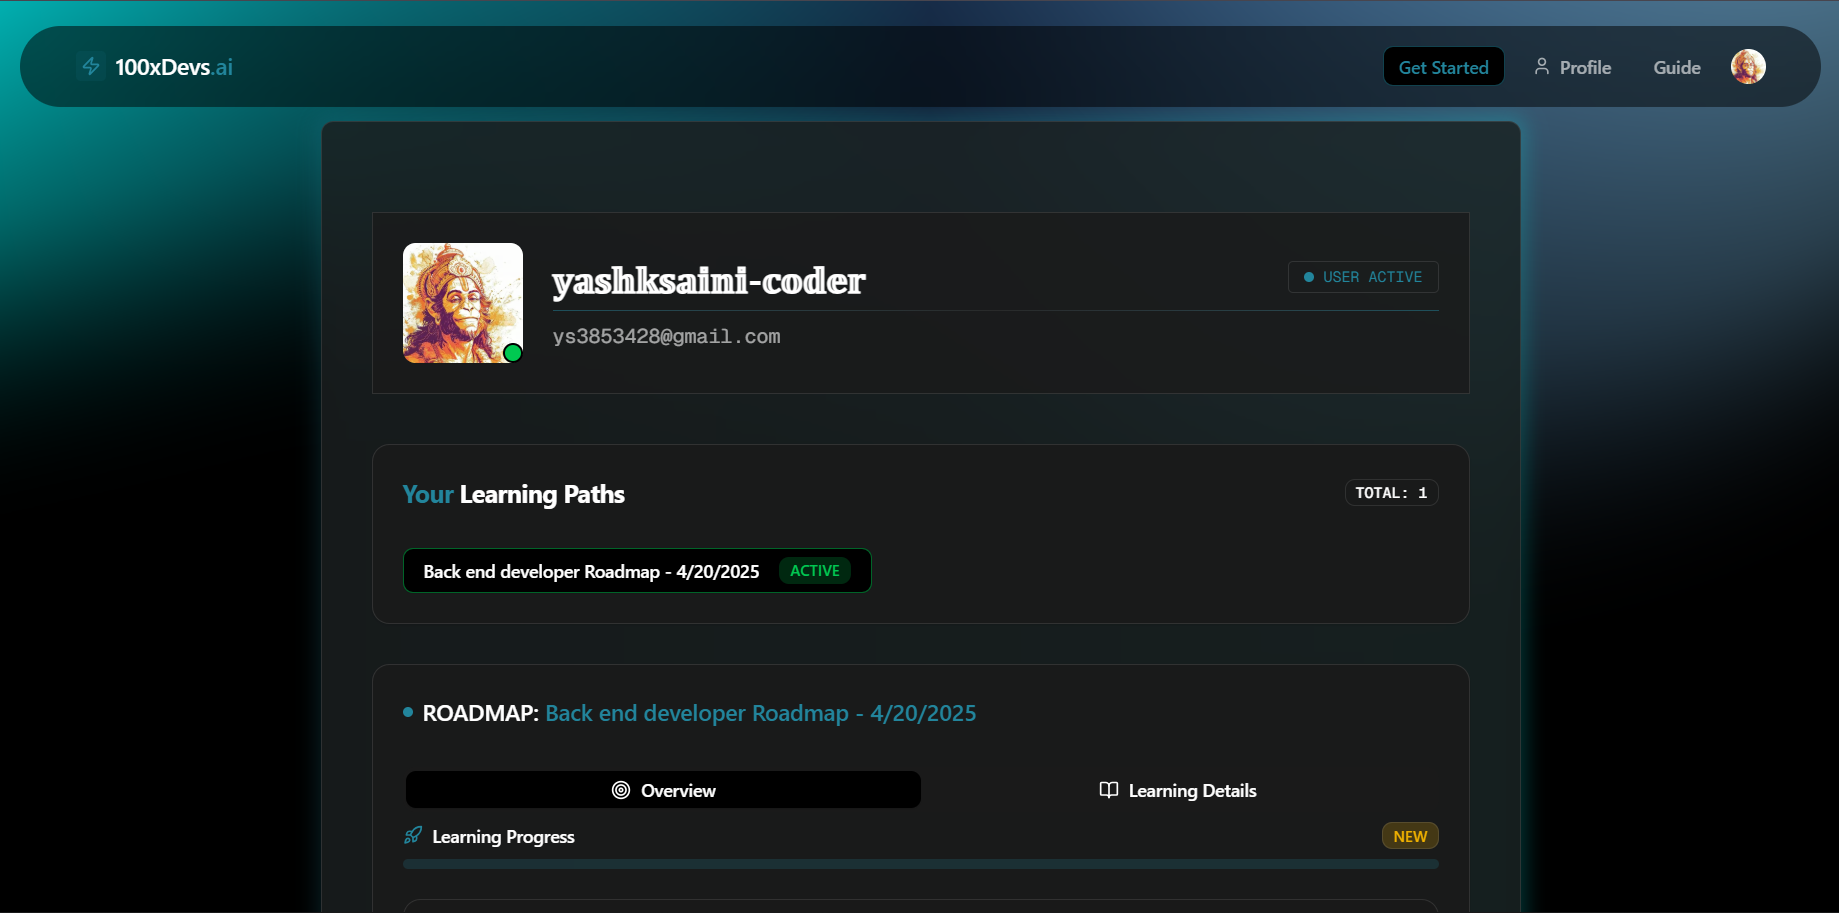 100xDevs.ai
Get Started
Profile
Guide
yashksaini-coder
USER ACTIVE
ys3853428@gmail.com
Your Learning Paths
TOTAL: 1
Back end developer Roadmap - 4/20/2025
ACTIVE
ROADMAP: Back end developer Roadmap - 4/20/2025
Overview
Learning Details
Learning Progress
NEW